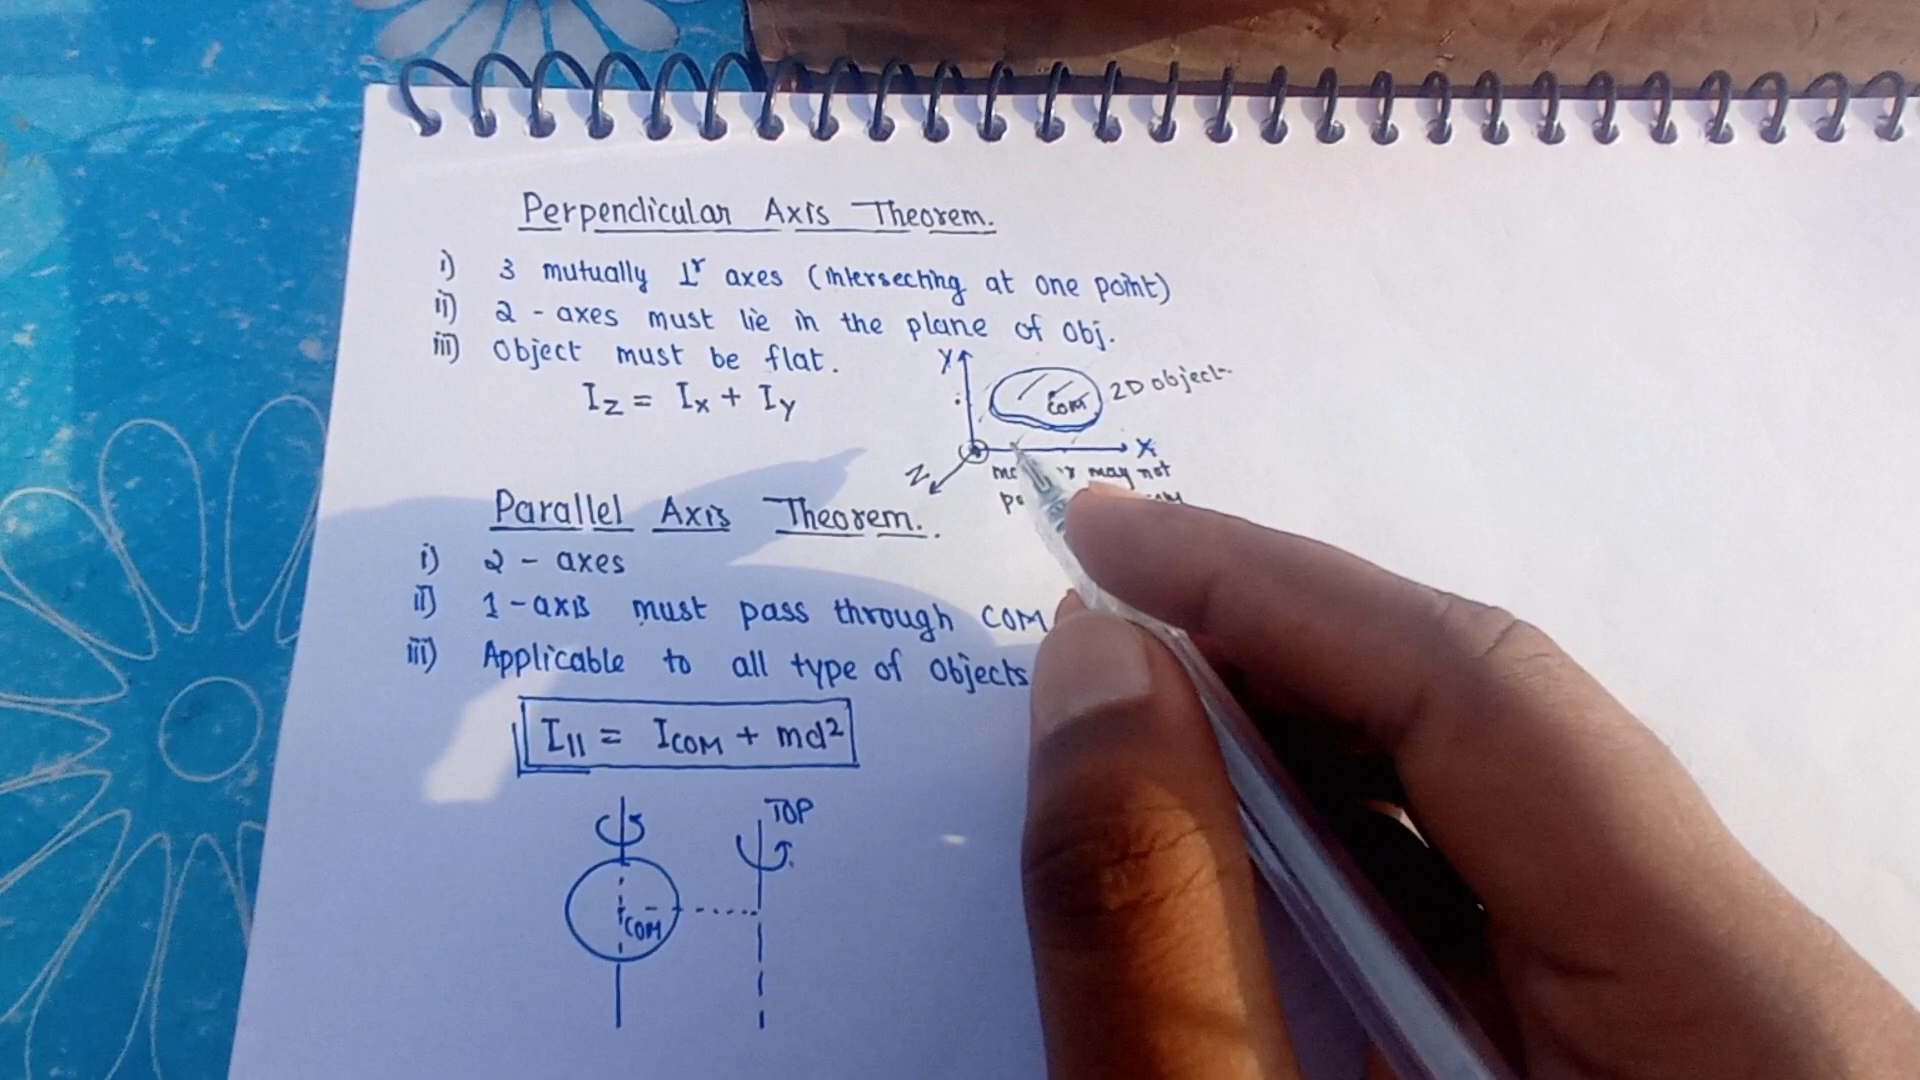 Perpendicular Axis Theorem.
i) 3 mutually ⊥r axes (intersecting at one point)
ii) 2 - axes must lie in the plane of Obj.
iii) Object must be flat.
Iz = Ix + Iy
Y
COM
2D object
X
Z
may not
Parallel Axis Theorem.
i) 2 - axes
ii) 1 - axis must pass through COM
iii) Applicable to all type of Objects
I11 = ICOM + md²
TOP
COM